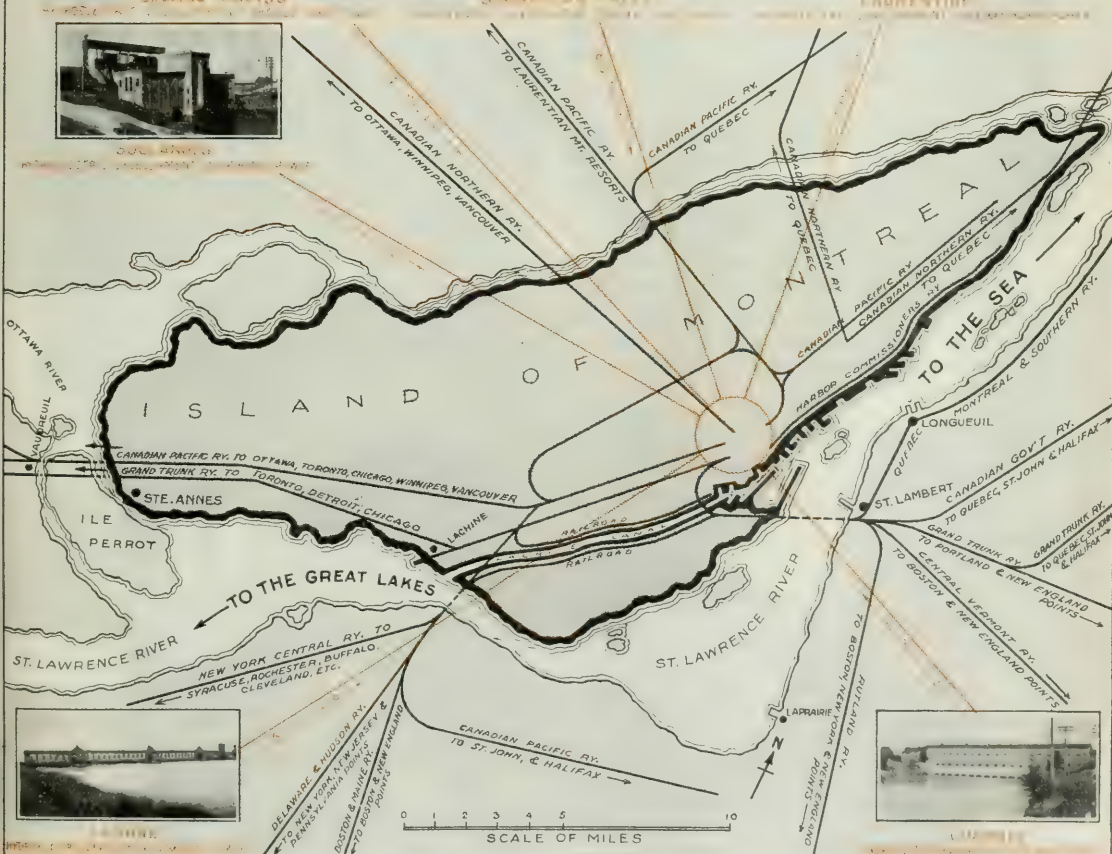 CANADIAN PACIFIC RY.
TO LAURENTIAN MT. RESORTS
CANADIAN NORTHERN RY.
TO OTTAWA, WINNIPEG, VANCOUVER
CANADIAN PACIFIC RY.
TO QUEBEC
CANADIAN NORTHERN RY
TO QUEBEC
ISLAND OF MONTREAL
CANADIAN PACIFIC RY
CANADIAN NORTHERN RY.
TO QUEBEC
HARBOR COMMISSIONERS RY
TO THE SEA
MONTREAL & SOUTHERN RY.
QUEBEC
LONGUEUIL
OTTAWA RIVER
VAUDREUIL
CANADIAN PACIFIC RY. TO OTTAWA, TORONTO, CHICAGO, WINNIPEG, VANCOUVER
GRAND TRUNK RY. TO TORONTO, DETROIT, CHICAGO
STE. ANNES
ILE
PERROT
LACHINE
RAILROAD
CANAL
RAILROAD
ST. LAMBERT
CANADIAN GOV'T RY.
TO QUEBEC, ST. JOHN & HALIFAX
GRAND TRUNK RY.
TO QUEBEC, ST. JOHN
& HALIFAX
GRAND TRUNK RY.
TO PORTLAND & NEW ENGLAND
POINTS
CENTRAL VERMONT RY.
TO BOSTON & NEW ENGLAND POINTS
TO THE GREAT LAKES
ST. LAWRENCE RIVER
ST. LAWRENCE RIVER
NEW YORK CENTRAL RY. TO
SYRACUSE, ROCHESTER, BUFFALO,
CLEVELAND, ETC.
RUTLAND RY.
TO BOSTON, NEW YORK & NEW ENGLAND
POINTS
LAPRAIRIE
N
CANADIAN PACIFIC RY.
TO ST. JOHN, & HALIFAX
DELAWARE & HUDSON RY.
TO NEW YORK, NEW JERSEY &
PENNSYLVANIA POINTS
BOSTON & MAINE RY.
TO BOSTON & NEW ENGLAND
POINTS
0 1 2 3 4 5 10
SCALE OF MILES